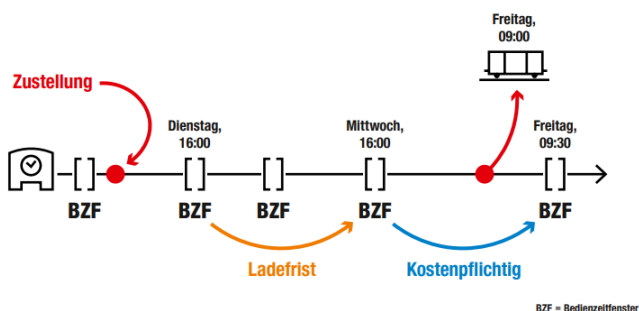 Freitag,
09:00
Zustellung
Dienstag,
16:00
Mittwoch,
16:00
Freitag,
09:30
BZF
BZF
BZF
BZF
BZF
Ladefrist
Kostenpflichtig
BZF = Bedienzeitfenster